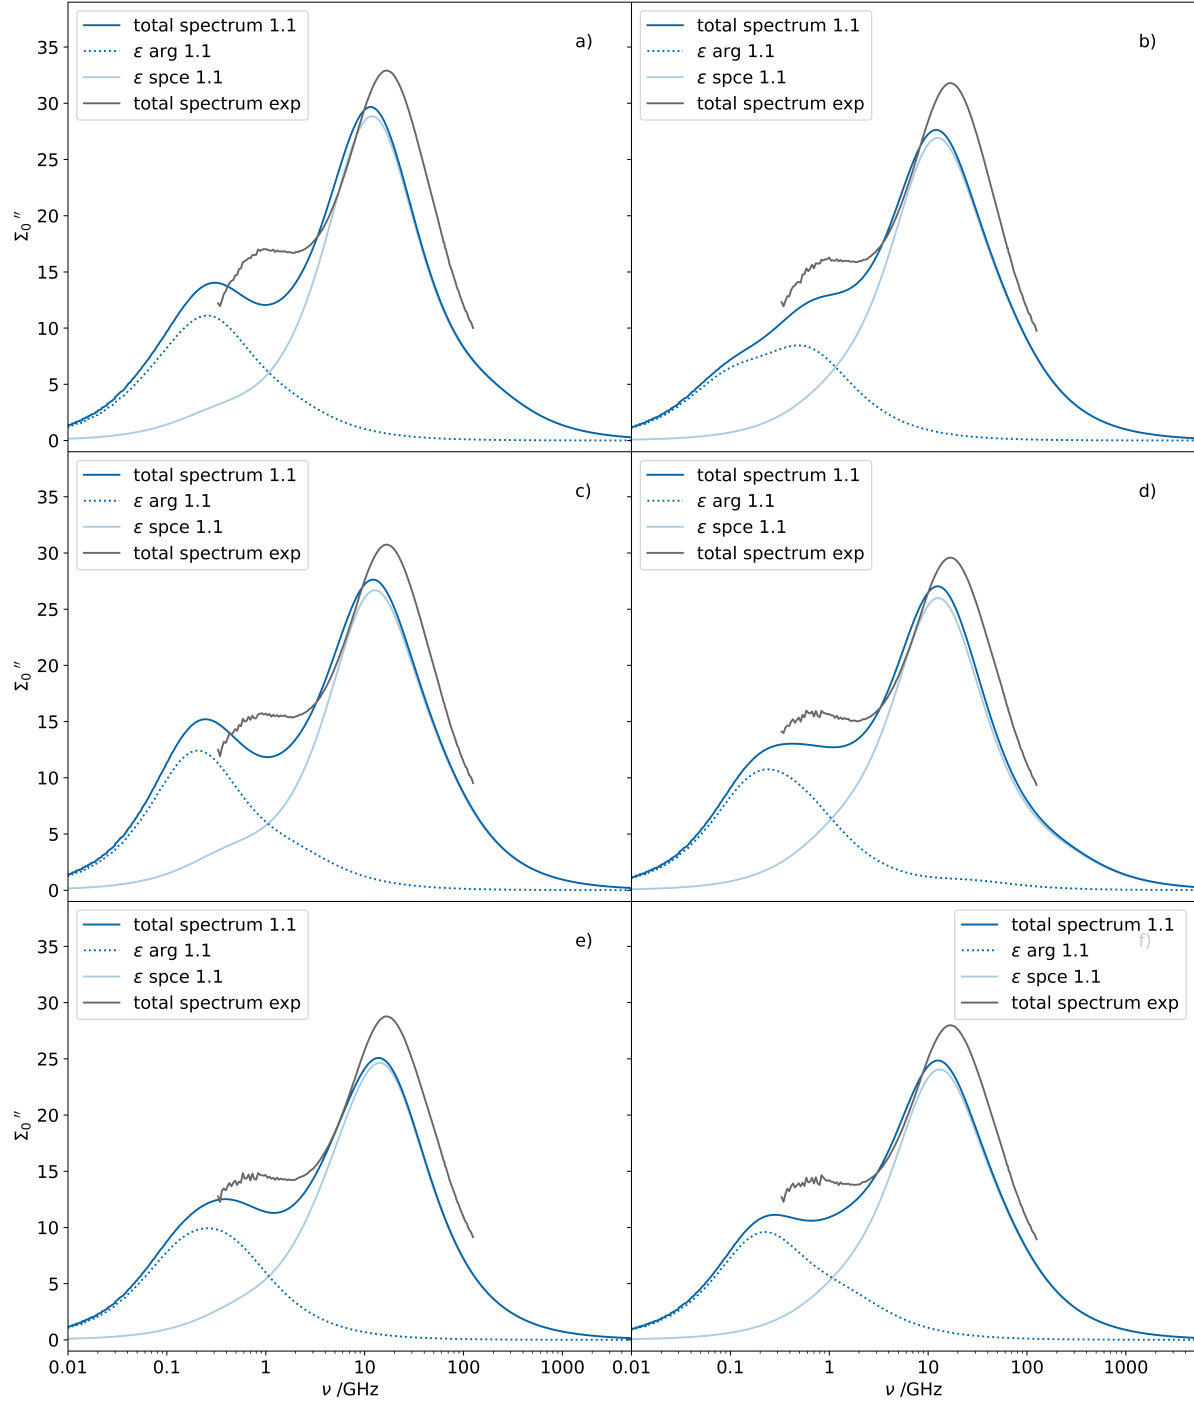 total spectrum 1.1
ε arg 1.1
ε spce 1.1
total spectrum exp
a)
35
30
25
20
15
10
5
0
Σ₀″
total spectrum 1.1
ε arg 1.1
ε spce 1.1
total spectrum exp
b)
total spectrum 1.1
ε arg 1.1
ε spce 1.1
total spectrum exp
c)
35
30
25
20
15
10
5
0
Σ₀″
total spectrum 1.1
ε arg 1.1
ε spce 1.1
total spectrum exp
d)
total spectrum 1.1
ε arg 1.1
ε spce 1.1
total spectrum exp
e)
35
30
25
20
15
10
5
0
Σ₀″
0.01 0.1 1 10 100 1000
ν /GHz
total spectrum 1.1
ε arg 1.1
ε spce 1.1
total spectrum exp
f)
0.01 0.1 1 10 100 1000
ν /GHz